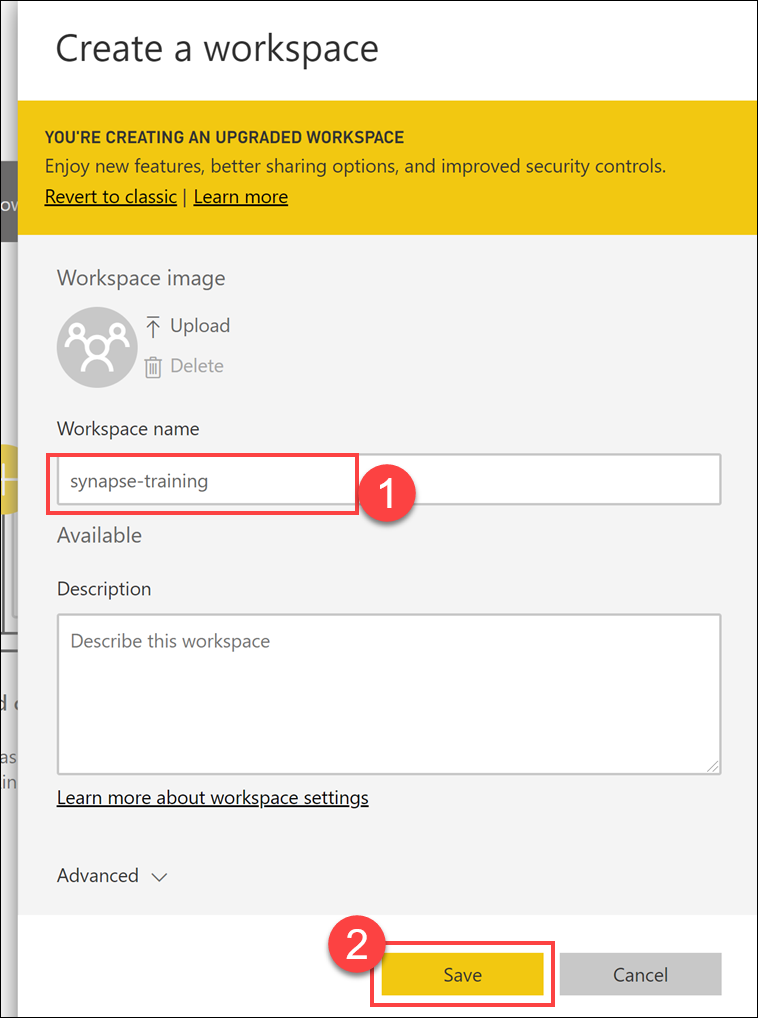 Create a workspace
YOU'RE CREATING AN UPGRADED WORKSPACE
Enjoy new features, better sharing options, and improved security controls.
Revert to classic | Learn more
Workspace image
Upload
Delete
Workspace name
synapse-training
1
Available
Description
Describe this workspace
Learn more about workspace settings
Advanced
2
Save
Cancel